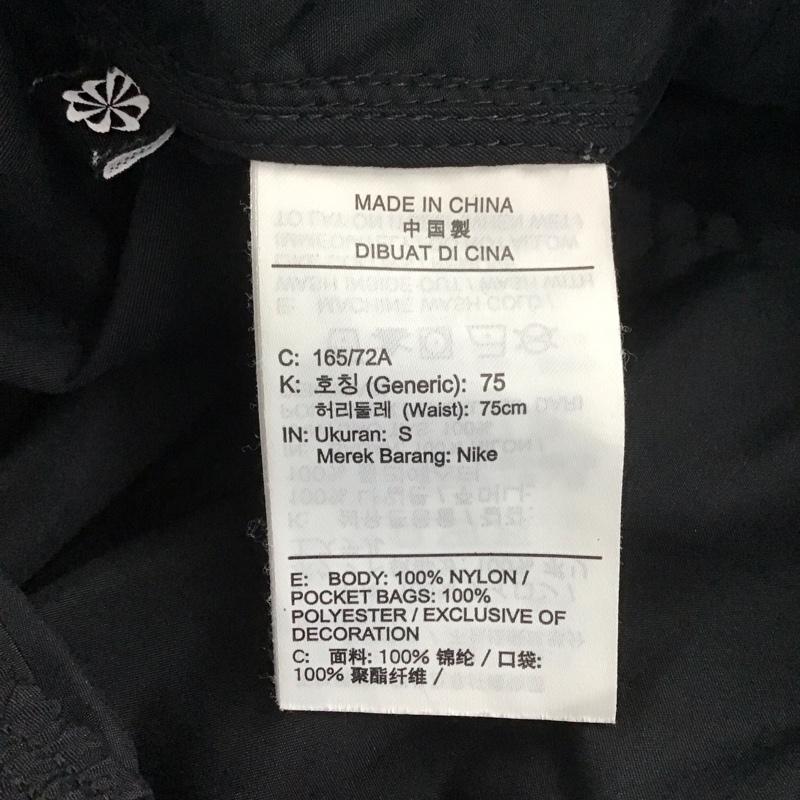 MADE IN CHINA
中国製
DIBUAT DI CINA
C: 165/72A
K: 호칭 (Generic): 75
허리둘레 (Waist): 75cm
IN: Ukuran: S
Merek Barang: Nike
E: BODY: 100% NYLON /
POCKET BAGS: 100%
POLYESTER / EXCLUSIVE OF
DECORATION
C: 面料: 100% 锦纶 / 口袋:
100% 聚酯纤维 /